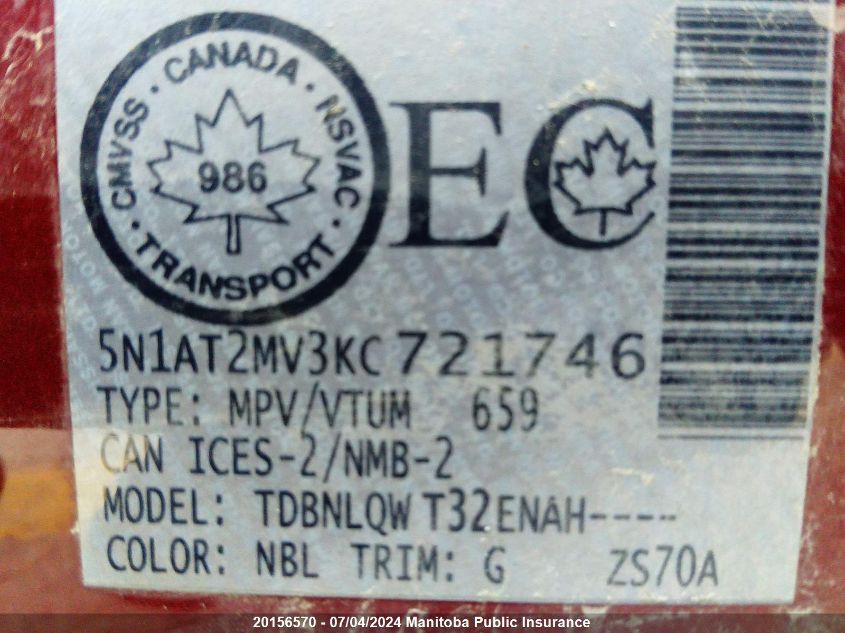 · CMVSS · CANADA · NSVAC · TRANSPORT
986
EC
5N1AT2MV3KC721746
TYPE: MPV/VTUM 659
CAN ICES-2/NMB-2
MODEL: TDBNLQW T32ENAH-----
COLOR: NBL TRIM: G ZS70A
20156570 - 07/04/2024 Manitoba Public Insurance